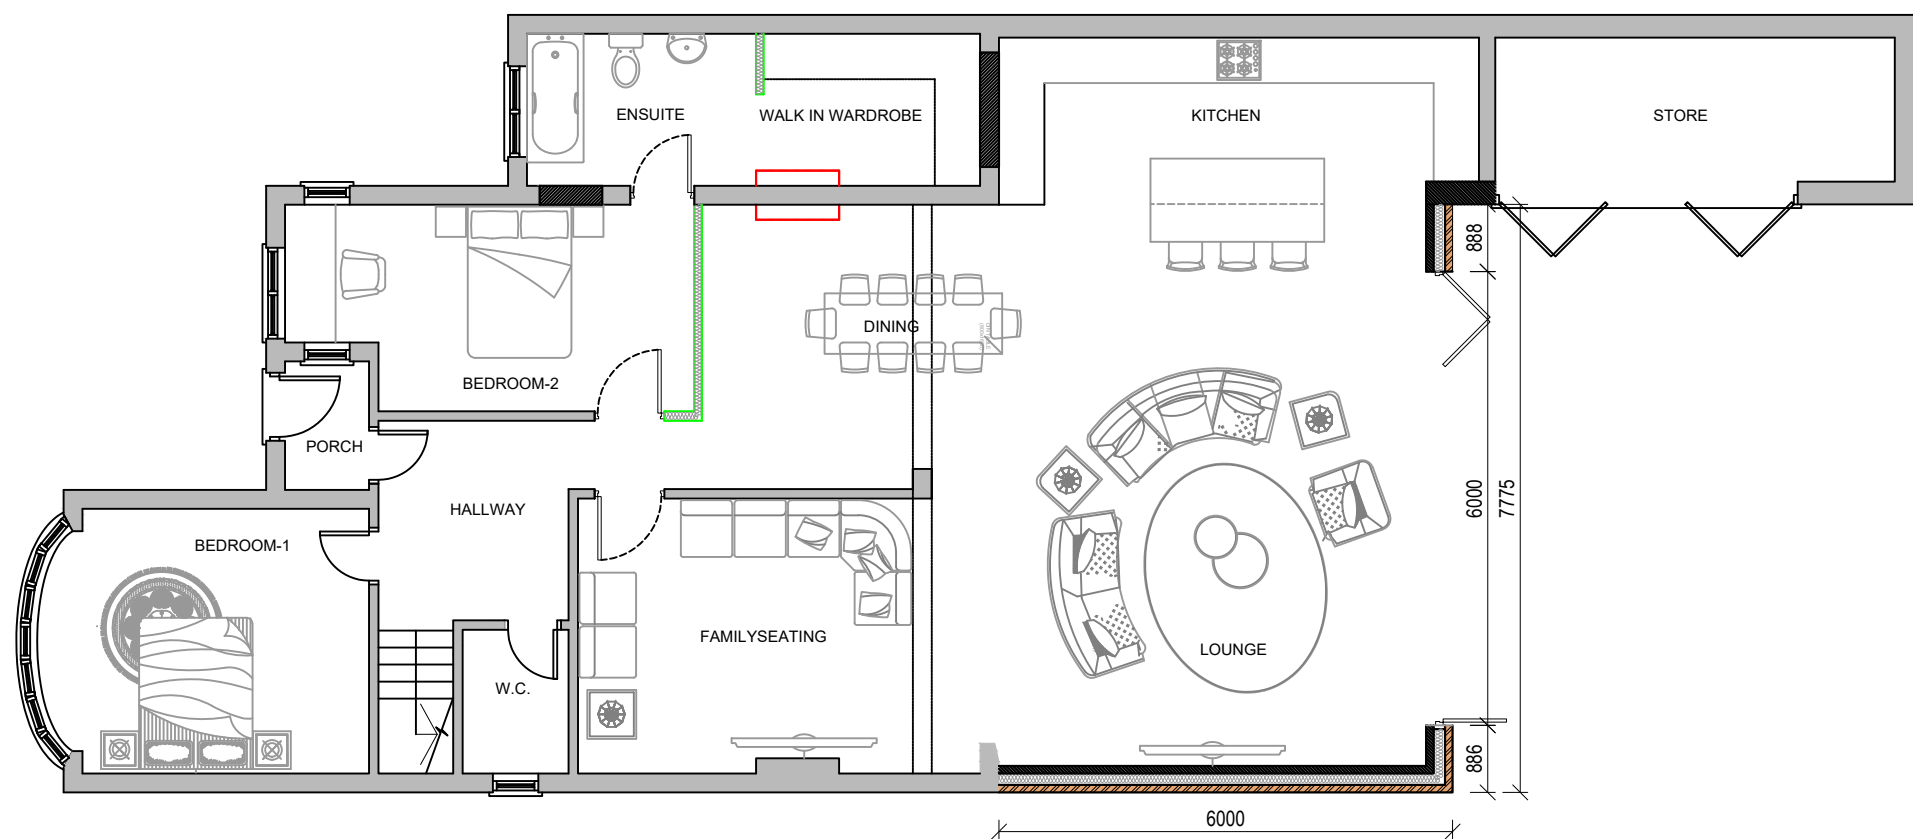 ENSUITE
WALK IN WARDROBE
KITCHEN
STORE
888
DINING
BEDROOM-2
PORCH
HALLWAY
6000
7775
BEDROOM-1
FAMILYSEATING
LOUNGE
W.C.
886
6000